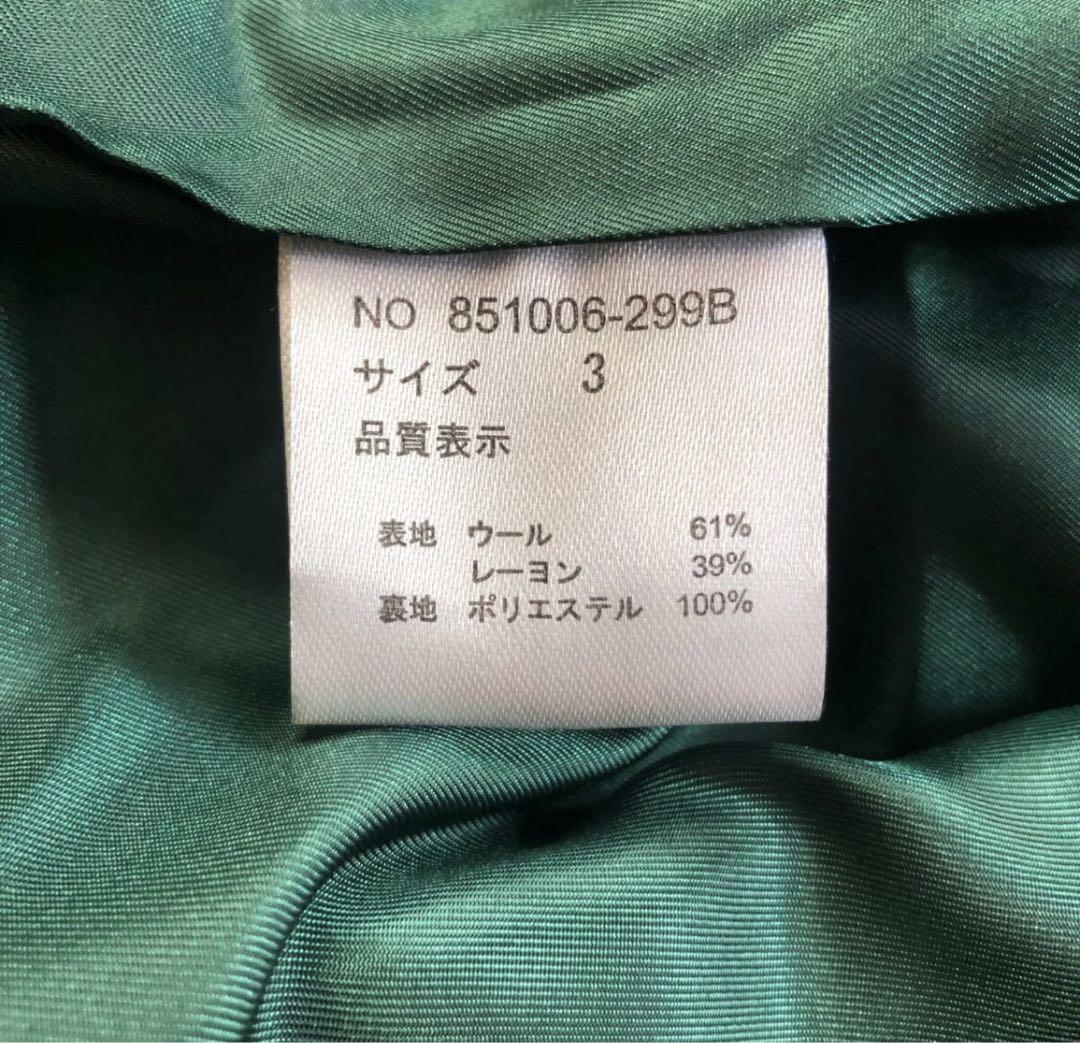 NO 851006-299B
サイズ 3
品質表示
表地 ウール 61%
レーヨン 39%
裏地 ポリエステル 100%